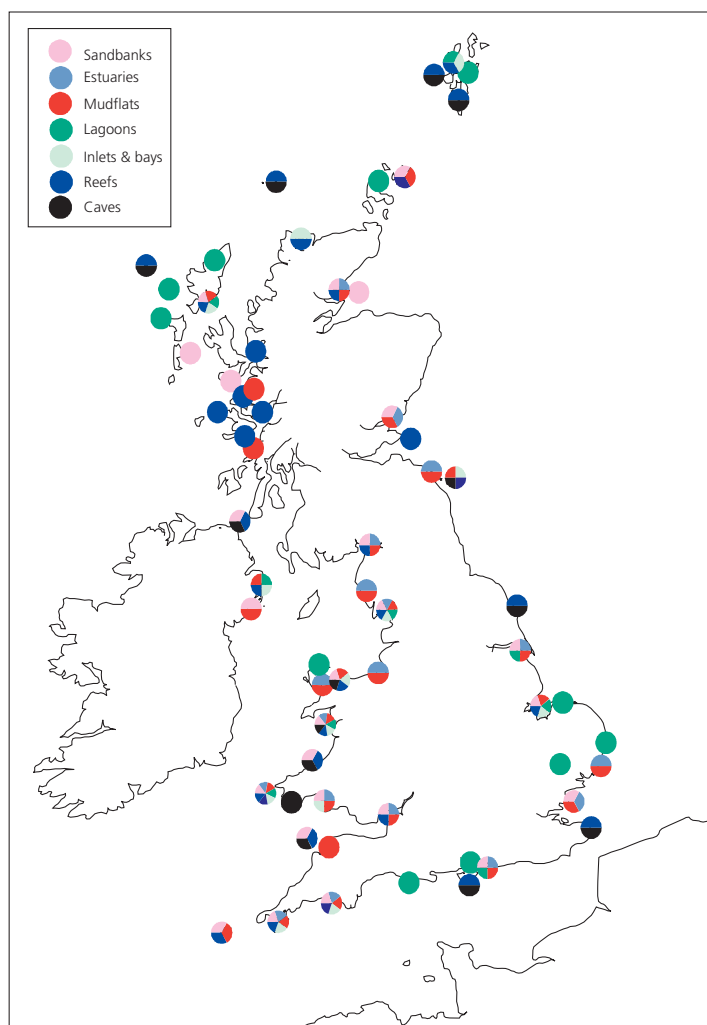 Sandbanks
Estuaries
Mudflats
Lagoons
Inlets & bays
Reefs
Caves